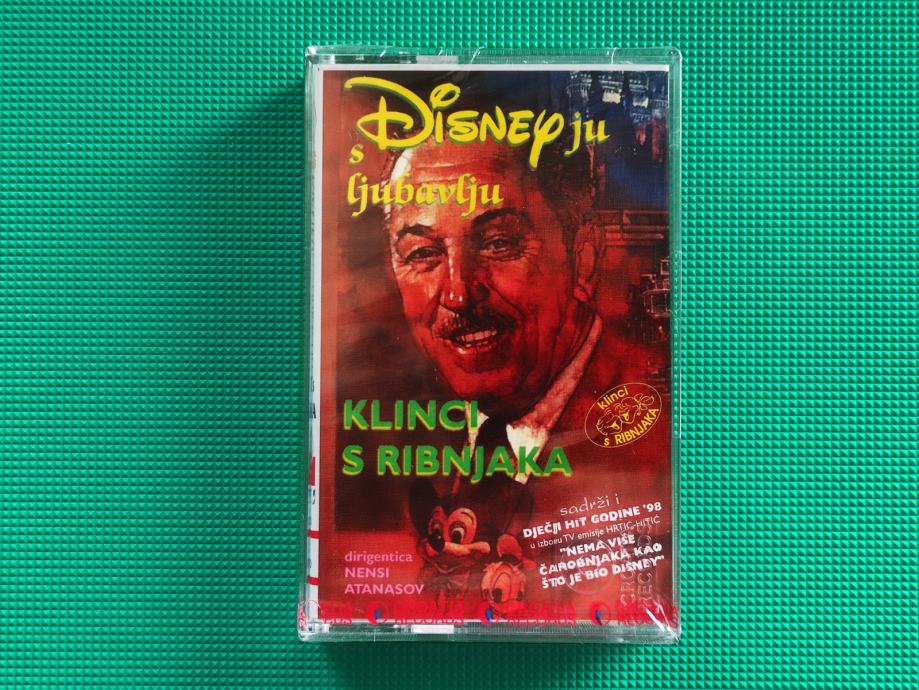 s DISNEYju
ljubavlju
KLINCI
S RIBNJAKA
klinci
s RIBNJAKA
sadrži i
DJEČJI HIT GODINE '98
u izboru TV emisije HRTIĆ-HITIĆ
"NEMA VIŠE
ČAROBNJAKA KAO
ŠTO JE BIO DISNEY"
dirigentica
NENSI
ATANASOV
RECORDS